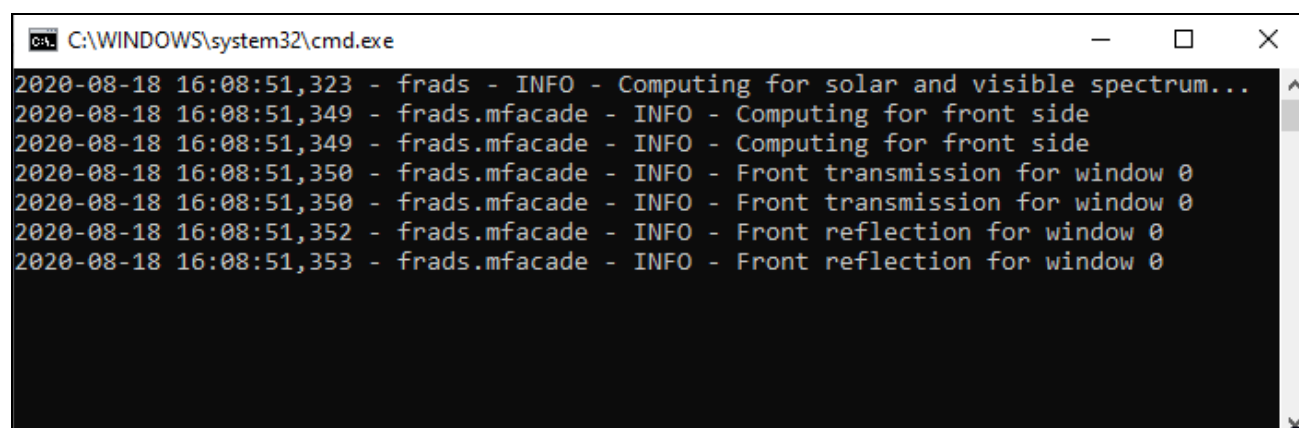 C:\WINDOWS\system32\cmd.exe
2020-08-18 16:08:51,323 - frads - INFO - Computing for solar and visible spectrum...
2020-08-18 16:08:51,349 - frads.mfacade - INFO - Computing for front side
2020-08-18 16:08:51,349 - frads.mfacade - INFO - Computing for front side
2020-08-18 16:08:51,350 - frads.mfacade - INFO - Front transmission for window 0
2020-08-18 16:08:51,350 - frads.mfacade - INFO - Front transmission for window 0
2020-08-18 16:08:51,352 - frads.mfacade - INFO - Front reflection for window 0
2020-08-18 16:08:51,353 - frads.mfacade - INFO - Front reflection for window 0